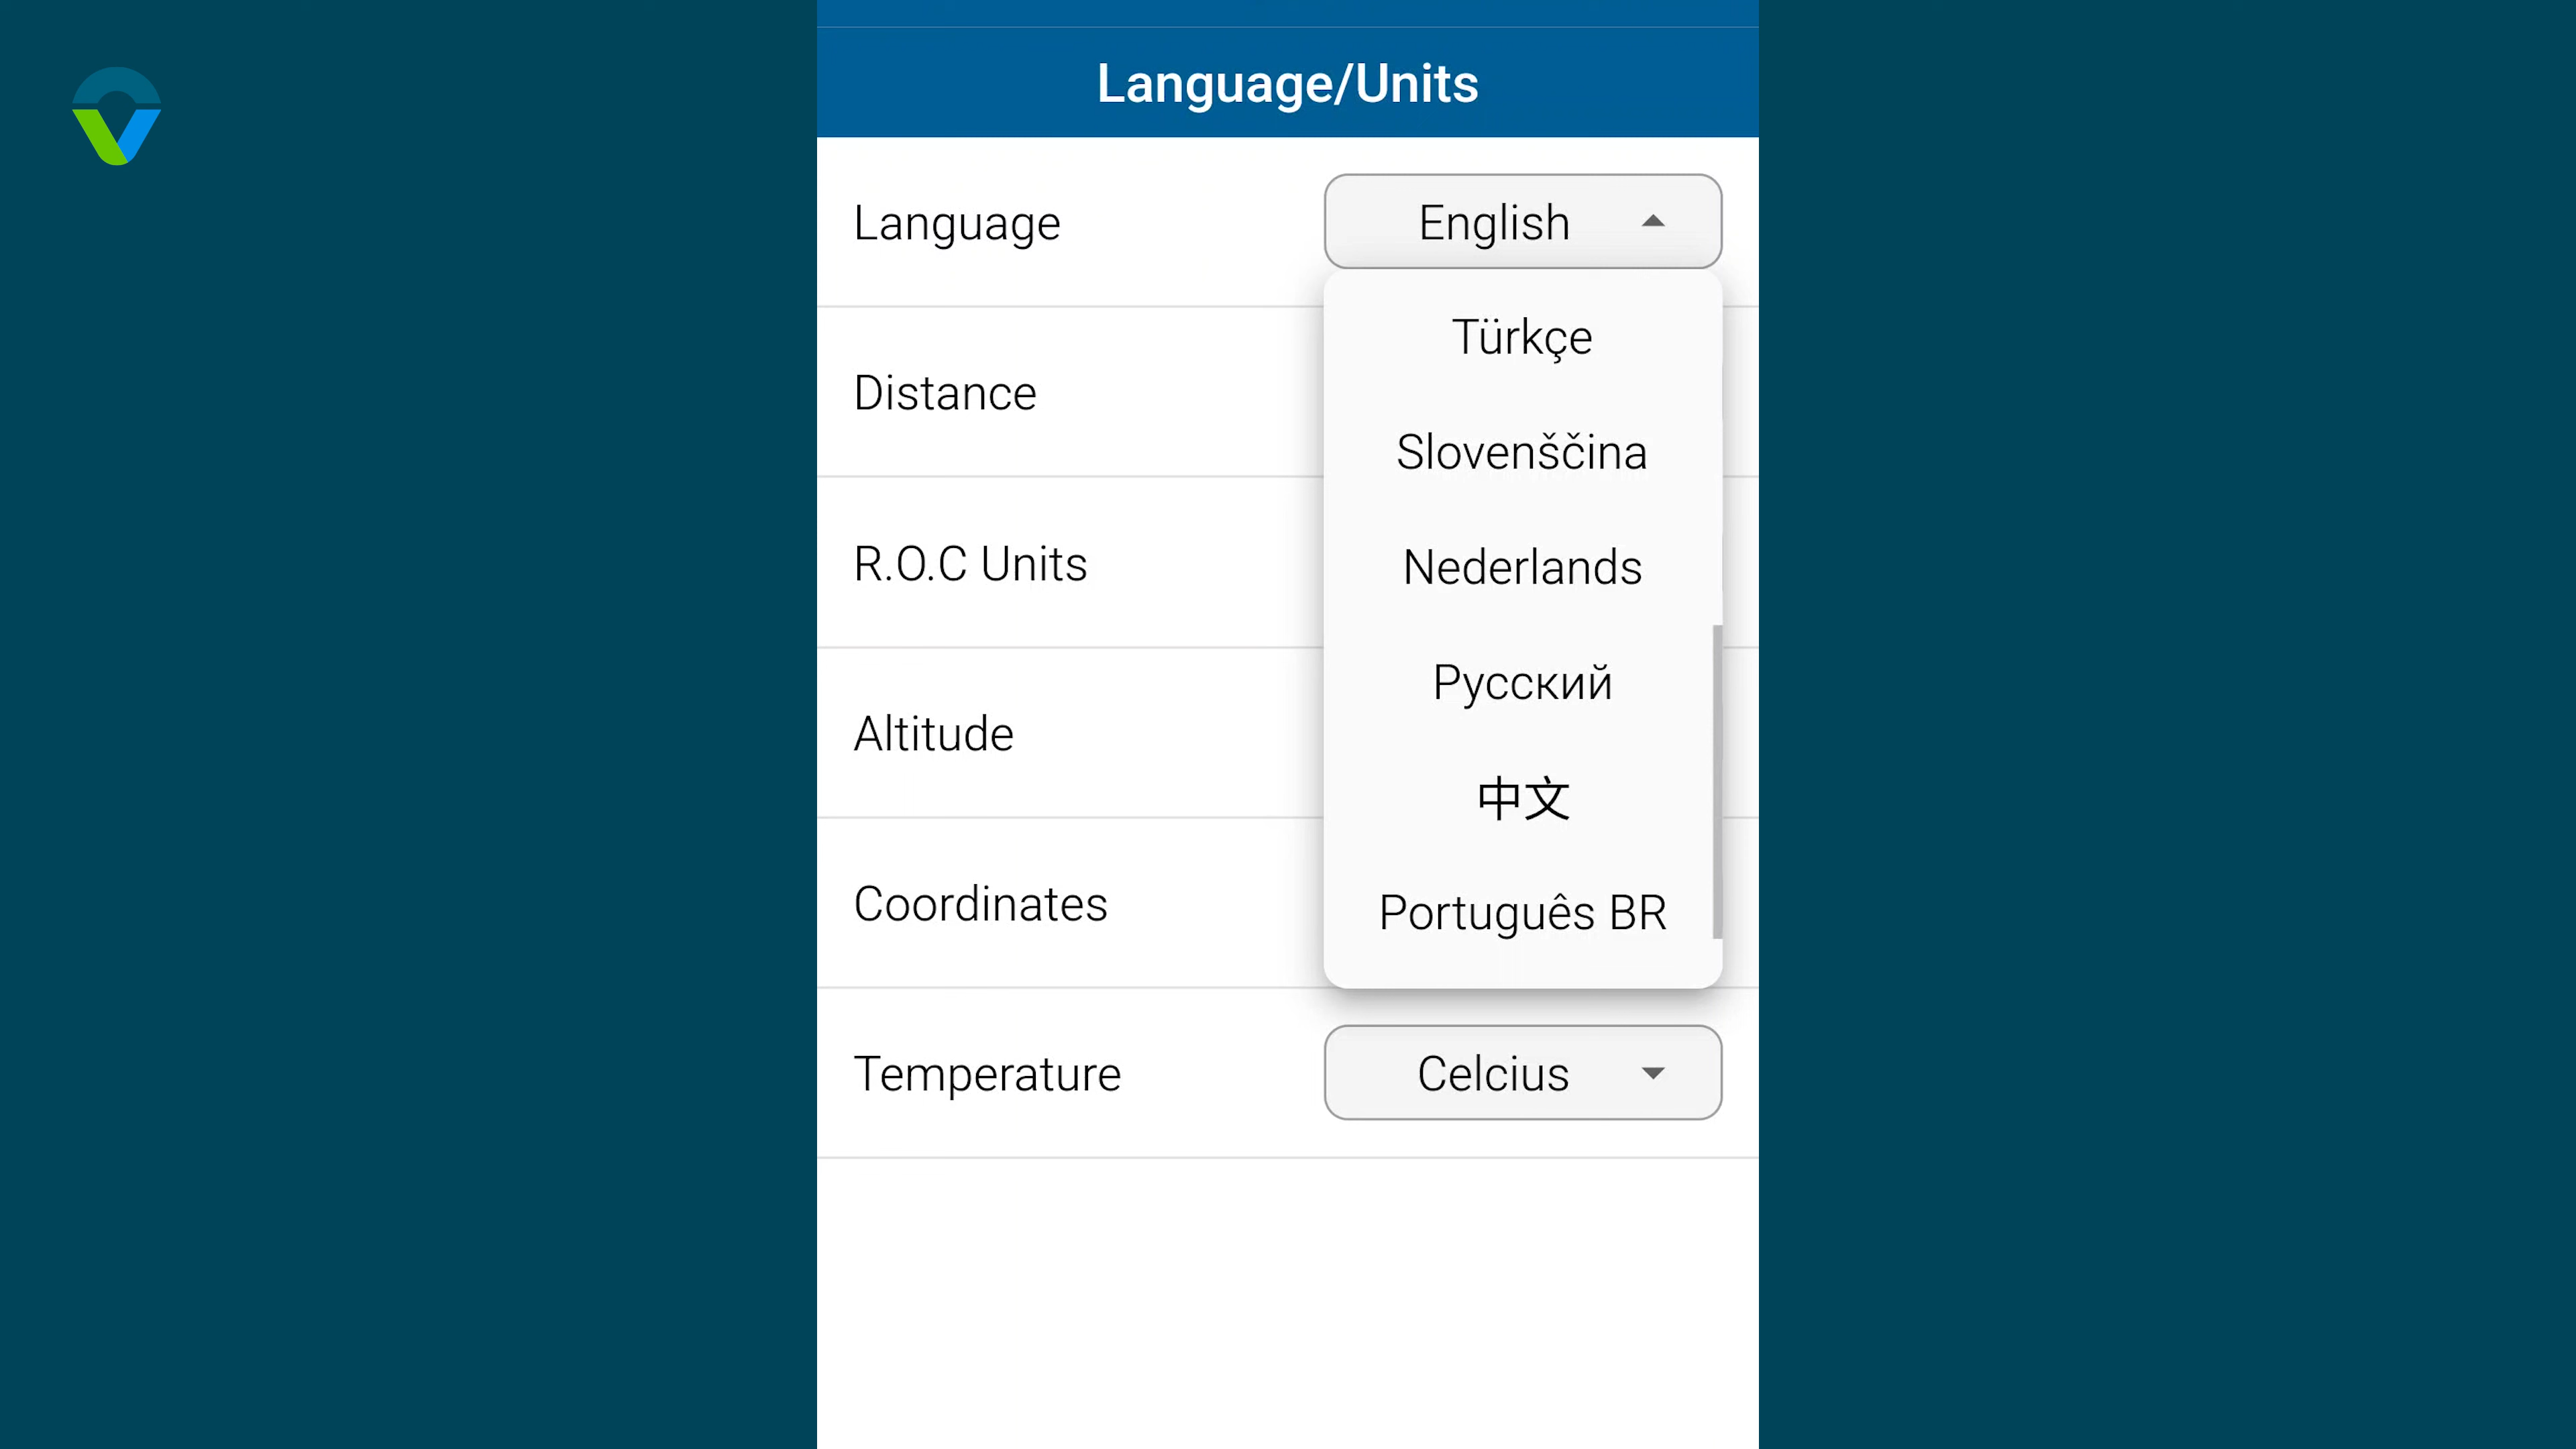 Language/Units
Language
English
Türkçe
Distance
Slovenščina
R.O.C Units
Nederlands
Русский
Altitude
中文
Coordinates
Português BR
Temperature
Celcius